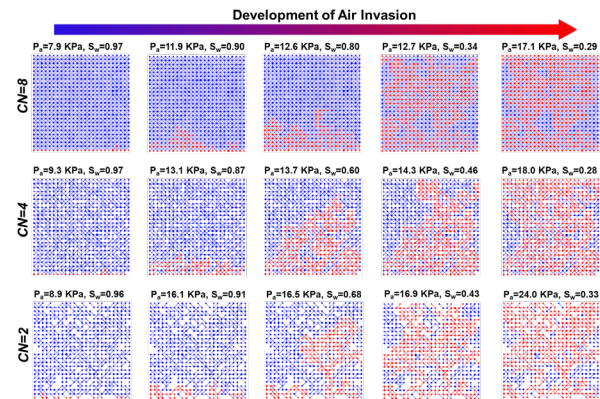 Development of Air Invasion
CN=8
Pa=7.9 KPa, Sw=0.97
Pa=11.9 KPa, Sw=0.90
Pa=12.6 KPa, Sw=0.80
Pa=12.7 KPa, Sw=0.34
Pa=17.1 KPa, Sw=0.29
CN=4
Pa=9.3 KPa, Sw=0.97
Pa=13.1 KPa, Sw=0.87
Pa=13.7 KPa, Sw=0.60
Pa=14.3 KPa, Sw=0.46
Pa=18.0 KPa, Sw=0.28
CN=2
Pa=8.9 KPa, Sw=0.96
Pa=16.1 KPa, Sw=0.91
Pa=16.5 KPa, Sw=0.68
Pa=16.9 KPa, Sw=0.43
Pa=24.0 KPa, Sw=0.33